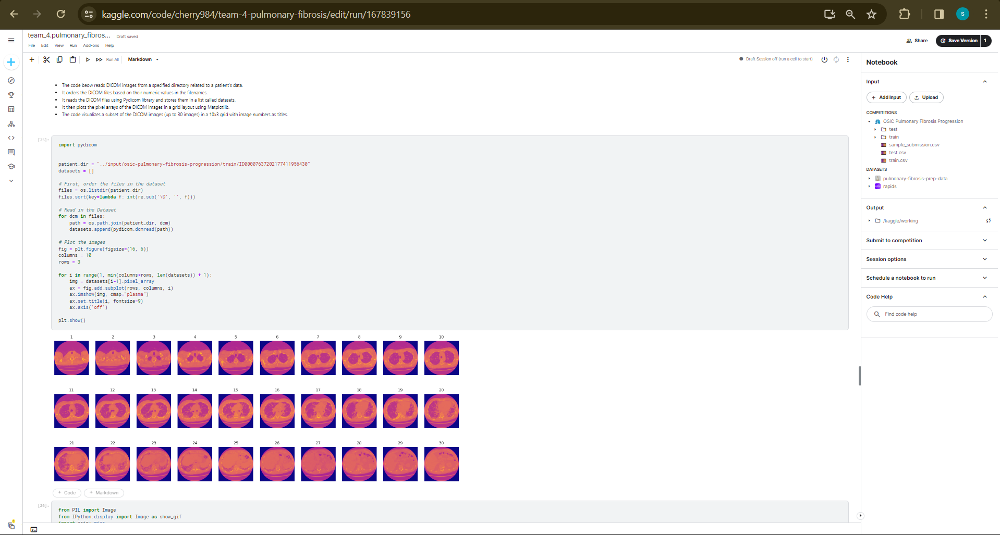 kaggle.com/code/cherry984/team-4-pulmonary-fibrosis/edit/run/167839156
S
team_4.pulmonary_fibros...
Draft saved
File Edit View Run Add-ons Help
Share
Save Version 1
Run All
Markdown
Draft Session off (run a cell to start)
• The code beow reads DICOM images from a specified directory related to a patient's data.
• It orders the DICOM files based on their numeric values in the filenames.
• It reads the DICOM files using Pydicom library and stores them in a list called datasets.
• It then plots the pixel arrays of the DICOM images in a grid layout using Matplotlib.
• The code visualizes a subset of the DICOM images (up to 30 images) in a 10x3 grid with image numbers as titles.
[25]:
import pydicom
patient_dir = "../input/osic-pulmonary-fibrosis-progression/train/ID00007637202177411956430"
datasets = []
# First, order the files in the dataset
files = os.listdir(patient_dir)
files.sort(key=lambda f: int(re.sub('\D', '', f)))
# Read in the Dataset
for dcm in files:
    path = os.path.join(patient_dir, dcm)
    datasets.append(pydicom.dcmread(path))
# Plot the images
fig = plt.figure(figsize=(16, 6))
columns = 10
rows = 3
for i in range(1, min(columns*rows, len(datasets)) + 1):
    img = datasets[i-1].pixel_array
    ax = fig.add_subplot(rows, columns, i)
    ax.imshow(img, cmap="plasma")
    ax.set_title(i, fontsize=9)
    ax.axis('off')
plt.show()
1 2 3 4 5 6 7 8 9 10
11 12 13 14 15 16 17 18 19 20
21 22 23 24 25 26 27 28 29 30
+ Code
+ Markdown
[26]:
from PIL import Image
from IPython.display import Image as show_gif
Notebook
Input
+ Add Input
Upload
COMPETITIONS
OSIC Pulmonary Fibrosis Progression
test
train
sample_submission.csv
test.csv
train.csv
DATASETS
pulmonary-fibrosis-prep-data
rapids
Output
/kaggle/working
Submit to competition
Session options
Schedule a notebook to run
Code Help
Find code help